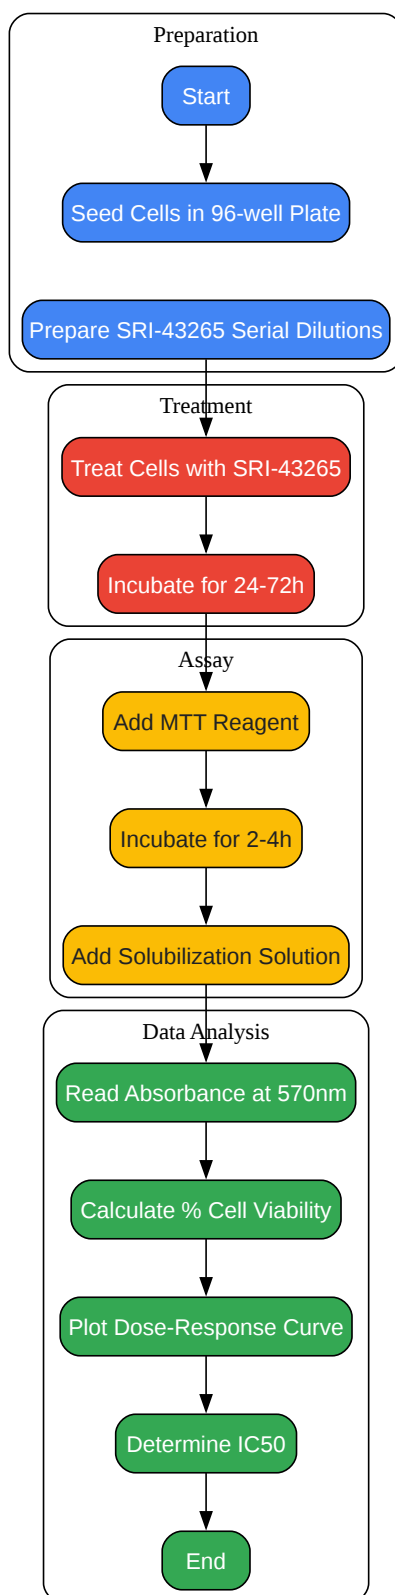 Preparation
Start
Seed Cells in 96-well Plate
Prepare SRI-43265 Serial Dilutions
Treatment
Treat Cells with SRI-43265
Incubate for 24-72h
Assay
Add MTT Reagent
Incubate for 2-4h
Add Solubilization Solution
Data Analysis
Read Absorbance at 570nm
Calculate % Cell Viability
Plot Dose-Response Curve
Determine IC50
End